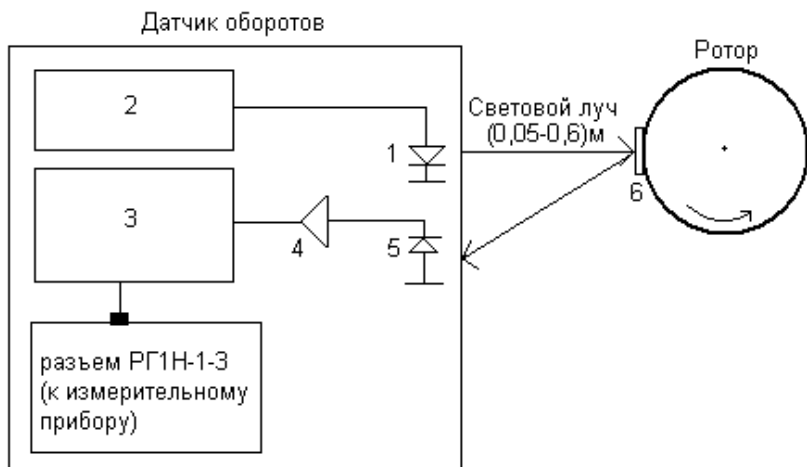 Датчик оборотов
Ротор
2
Световой луч
(0,05-0,6)м
1
6
3
4
5
разъем РГ1Н-1-3
(к измерительному
прибору)